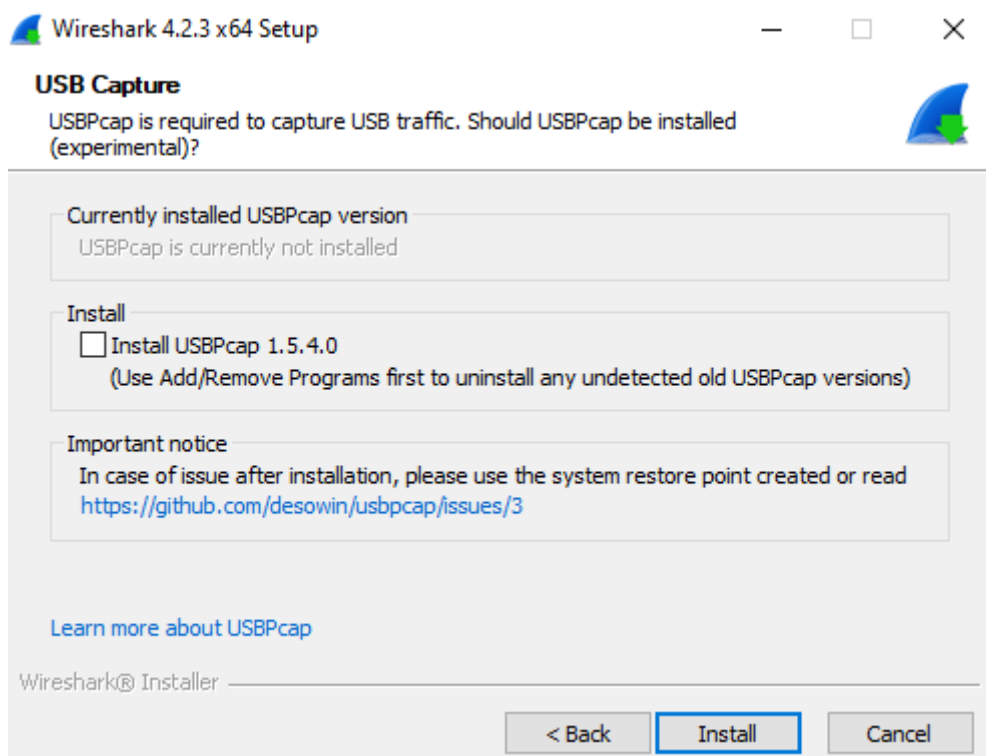 Wireshark 4.2.3 x64 Setup
USB Capture
USBPcap is required to capture USB traffic. Should USBPcap be installed
(experimental)?
Currently installed USBPcap version
USBPcap is currently not installed
Install
Install USBPcap 1.5.4.0
(Use Add/Remove Programs first to uninstall any undetected old USBPcap versions)
Important notice
In case of issue after installation, please use the system restore point created or read
https://github.com/desowin/usbpcap/issues/3
Learn more about USBPcap
Wireshark® Installer
< Back Install Cancel